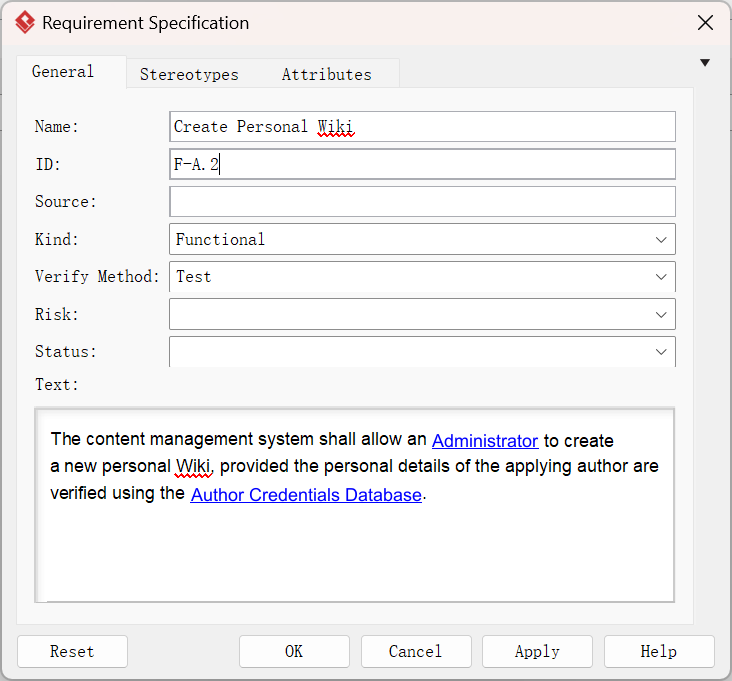 Requirement Specification
General Stereotypes Attributes
Name: Create Personal Wiki
ID: F-A.2
Source:
Kind: Functional
Verify Method: Test
Risk:
Status:
Text:
The content management system shall allow an Administrator to create
a new personal Wiki, provided the personal details of the applying author are
verified using the Author Credentials Database.
Reset OK Cancel Apply Help